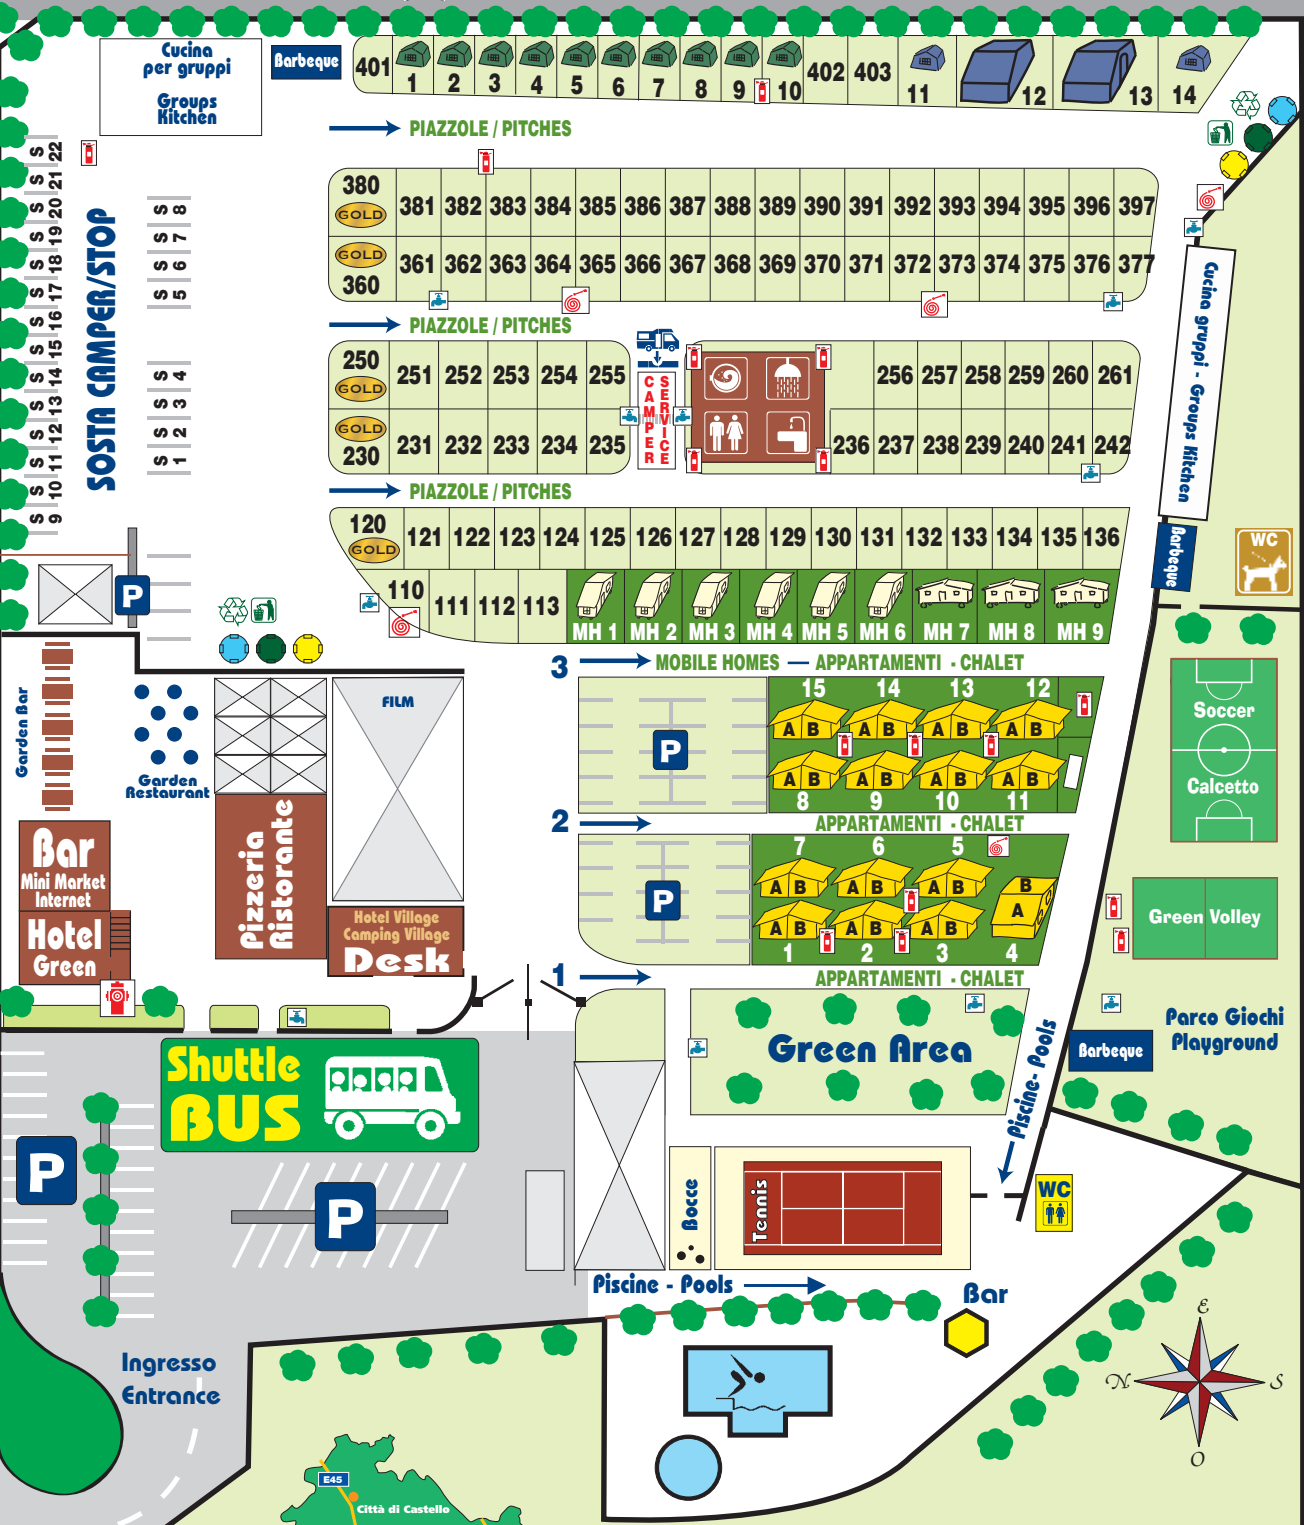 Cucina
per gruppi
Groups
Kitchen
Barbeque
401 1 2 3 4 5 6 7 8 9 10 402 403 11 12 13 14
PIAZZOLE / PITCHES
S 22
S 21
S 20
S 19
S 18
S 17
S 16
S 15
S 14
S 13
S 12
S 11
S 10
S 9
SOSTA CAMPER/STOP
S 8
S 7
S 6
S 5
S 4
S 3
S 2
S 1
380 GOLD 381 382 383 384 385 386 387 388 389 390 391 392 393 394 395 396 397
GOLD 360 361 362 363 364 365 366 367 368 369 370 371 372 373 374 375 376 377
PIAZZOLE / PITCHES
250 GOLD 251 252 253 254 255
CAMPER
SERVICE
256 257 258 259 260 261
GOLD 230 231 232 233 234 235
236 237 238 239 240 241 242
Cucina gruppi - Groups Kitchen
PIAZZOLE / PITCHES
120 GOLD 121 122 123 124 125 126 127 128 129 130 131 132 133 134 135 136
110 111 112 113 MH 1 MH 2 MH 3 MH 4 MH 5 MH 6 MH 7 MH 8 MH 9
Barbeque
WC
P
3 MOBILE HOMES — APPARTAMENTI - CHALET
Garden Bar
Garden
Restaurant
FILM
P
15 14 13 12
A B A B A B A B
A B A B A B A B
8 9 10 11
Soccer
Calcetto
2 APPARTAMENTI - CHALET
Bar
Mini Market
Internet
Hotel
Green
Pizzeria
Ristorante
Hotel Village
Camping Village
Desk
P
7 6 5
A B A B A B B
A B A B A B A
1 2 3 4
Green Volley
1 APPARTAMENTI - CHALET
Green Area
Piscine- Pools
Barbeque
Parco Giochi
Playground
Shuttle
BUS
P
P
Bocce
Tennis
WC
Piscine - Pools
Bar
Ingresso
Entrance
E
N S
O
E45
Città di Castello